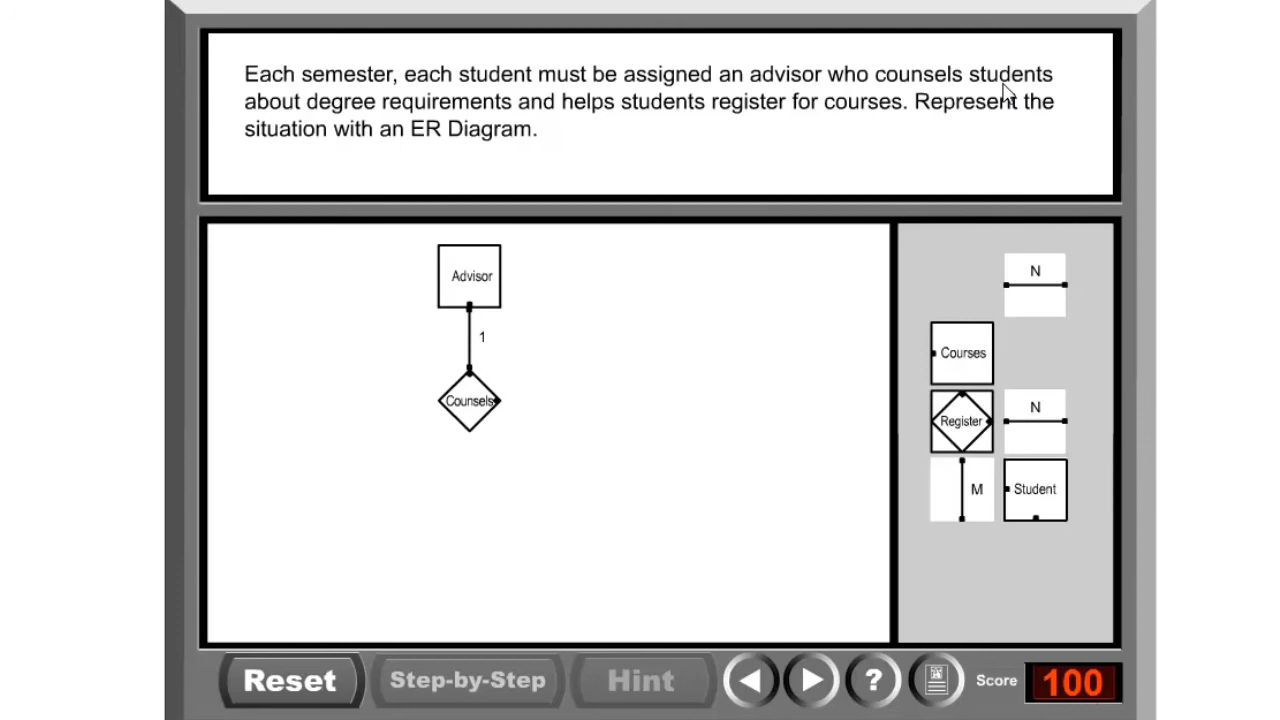 Each semester, each student must be assigned an advisor who counsels students
about degree requirements and helps students register for courses. Represent the
situation with an ER Diagram.
Advisor
1
Counsels
N
Courses
Register
N
M
Student
Reset
Step-by-Step
Hint
?
Score
100